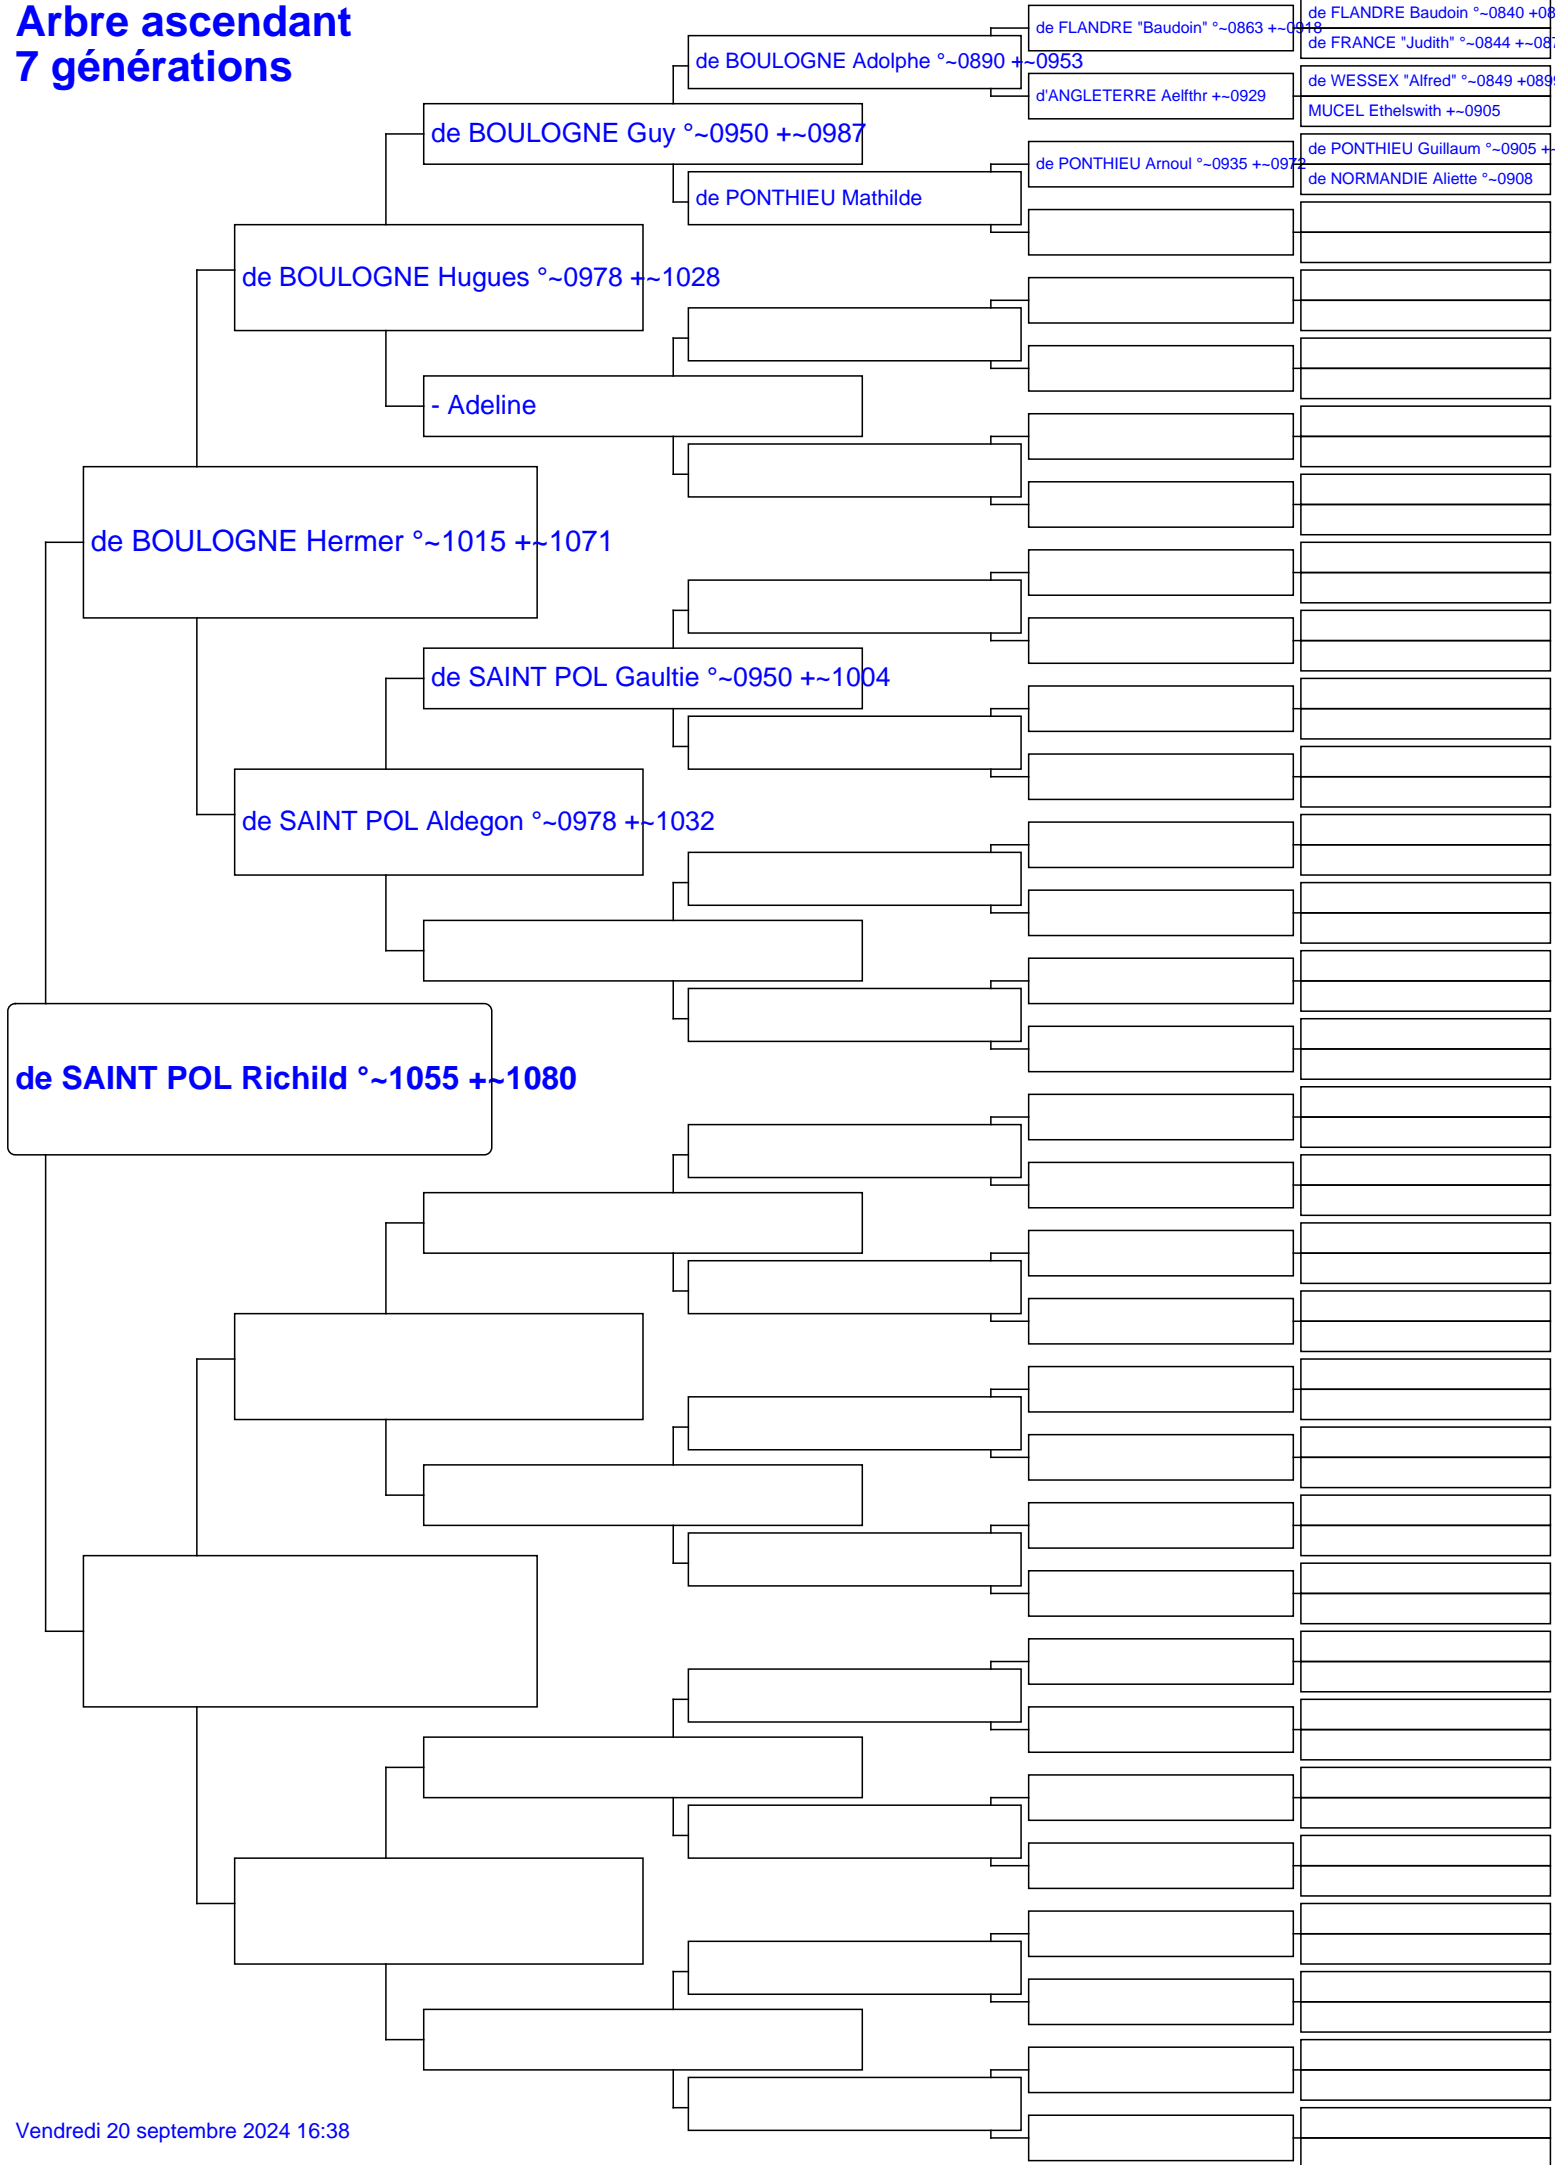 Arbre ascendant
7 générations
de SAINT POL Richild °~1055 +~1080
de BOULOGNE Hermer °~1015 +~1071
de BOULOGNE Hugues °~0978 +~1028
de SAINT POL Aldegon °~0978 +~1032
de BOULOGNE Guy °~0950 +~0987
- Adeline
de SAINT POL Gaultie °~0950 +~1004
de BOULOGNE Adolphe °~0890 +~0953
de PONTHIEU Mathilde
de FLANDRE "Baudoin" °~0863 +~0918
d'ANGLETERRE Aelfthr +~0929
de PONTHIEU Arnoul °~0935 +~0972
de FLANDRE Baudoin °~0840 +08
de FRANCE "Judith" °~0844 +~087
de WESSEX "Alfred" °~0849 +0899
MUCEL Ethelswith +~0905
de PONTHIEU Guillaum °~0905 +~
de NORMANDIE Aliette °~0908
Vendredi 20 septembre 2024 16:38